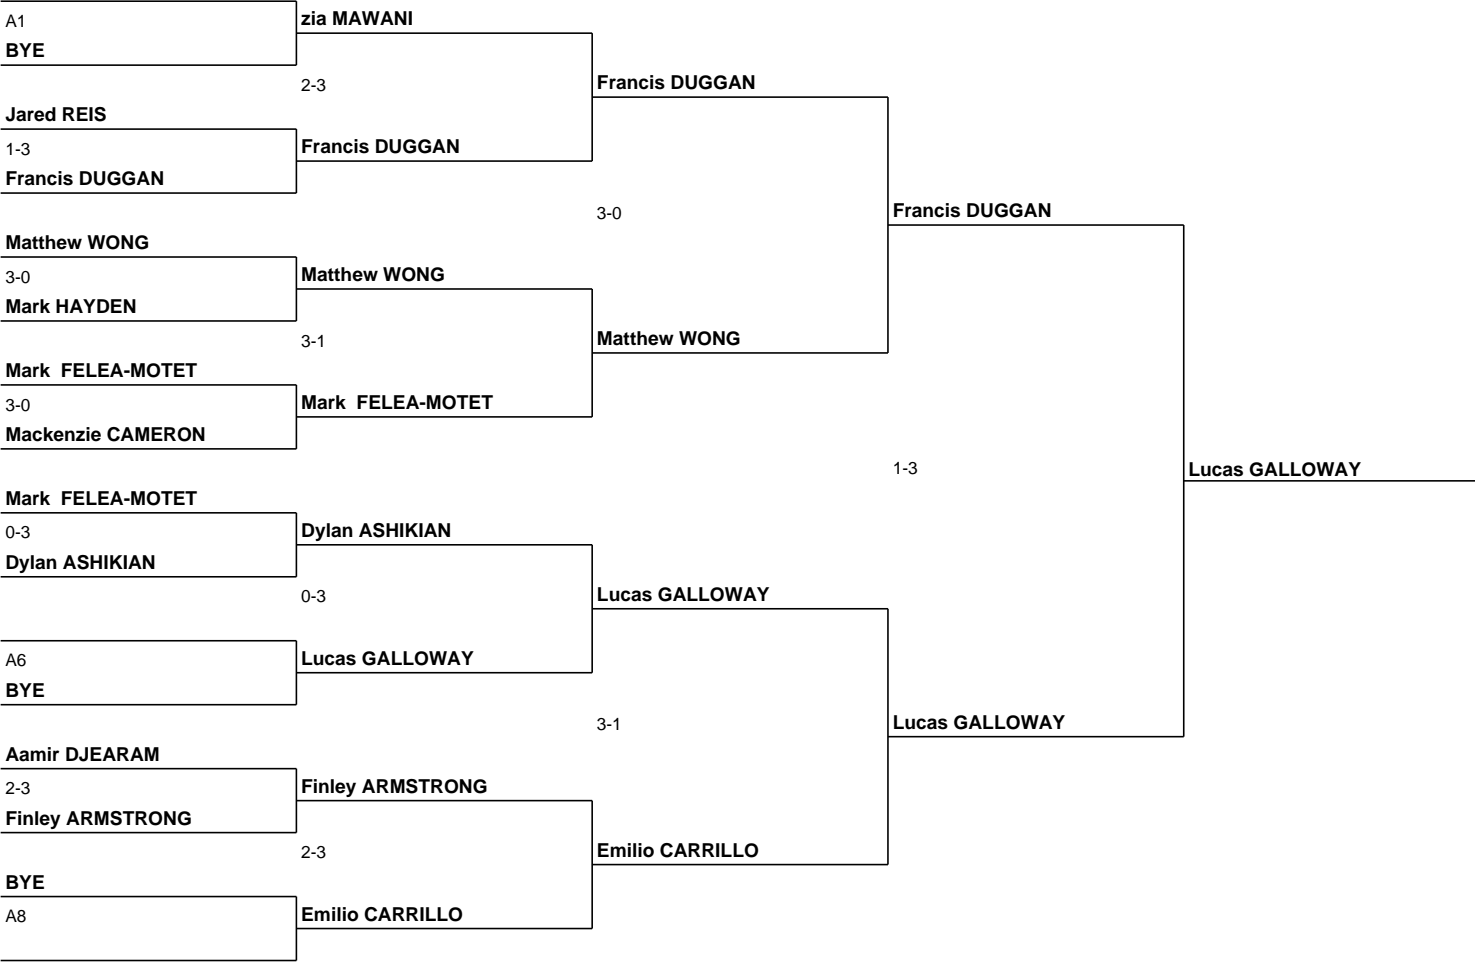 A1
BYE
Jared REIS
1-3
Francis DUGGAN
Matthew WONG
3-0
Mark HAYDEN
Mark  FELEA-MOTET
3-0
Mackenzie CAMERON
Mark  FELEA-MOTET
0-3
Dylan ASHIKIAN
A6
BYE
Aamir DJEARAM
2-3
Finley ARMSTRONG
BYE
A8
zia MAWANI
2-3
Francis DUGGAN
Matthew WONG
3-1
Mark  FELEA-MOTET
Dylan ASHIKIAN
0-3
Lucas GALLOWAY
Finley ARMSTRONG
2-3
Emilio CARRILLO
Francis DUGGAN
3-0
Matthew WONG
Lucas GALLOWAY
3-1
Emilio CARRILLO
Francis DUGGAN
1-3
Lucas GALLOWAY
Lucas GALLOWAY